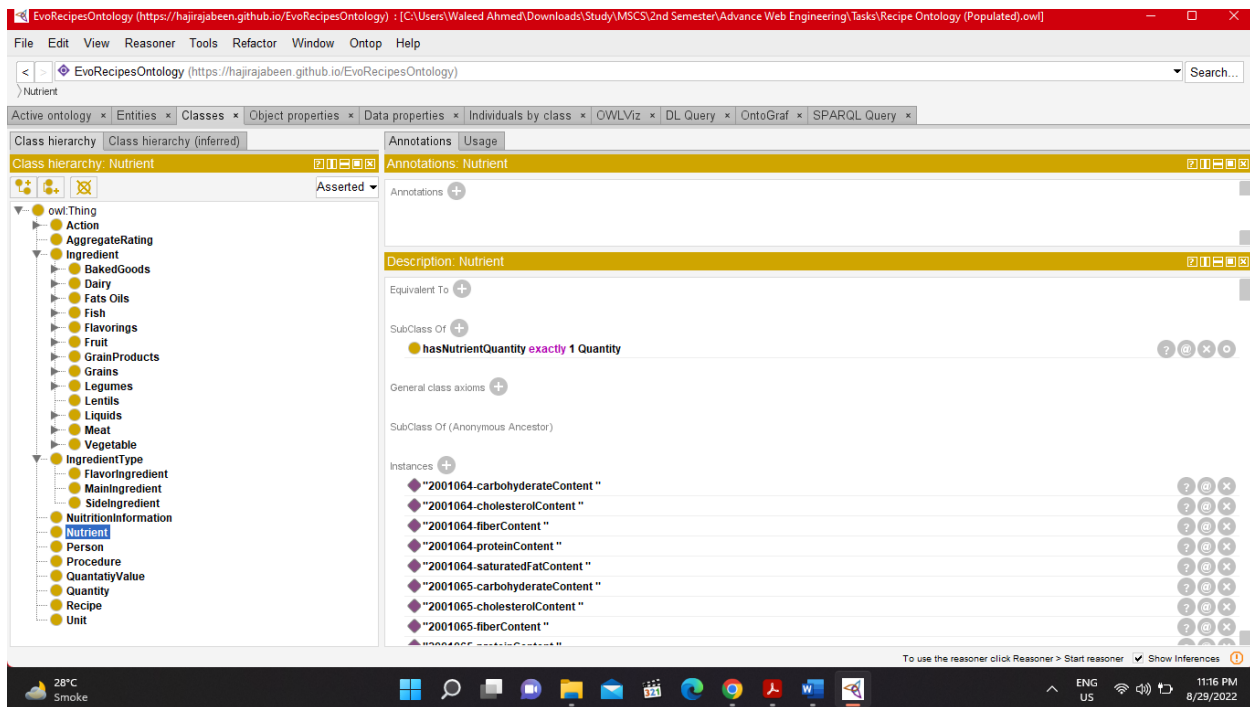 EvoRecipesOntology (https://hajirajabeen.github.io/EvoRecipesOntology) : [C:\Users\Waleed Ahmed\Downloads\Study\MSCS\2nd Semester\Advance Web Engineering\Tasks\Recipe Ontology (Populated).owl]
File Edit View Reasoner Tools Refactor Window Ontop Help
< > EvoRecipesOntology (https://hajirajabeen.github.io/EvoRecipesOntology) Search...
Nutrient
Active ontology × Entities × Classes × Object properties × Data properties × Individuals by class × OWLViz × DL Query × OntoGraf × SPARQL Query ×
Class hierarchy Class hierarchy (inferred)
Class hierarchy: Nutrient
Asserted
owl:Thing
Action
AggregateRating
Ingredient
BakedGoods
Dairy
Fats Oils
Fish
Flavorings
Fruit
GrainProducts
Grains
Legumes
Lentils
Liquids
Meat
Vegetable
IngredientType
FlavorIngredient
MainIngredient
SideIngredient
NuitritionInformation
Nutrient
Person
Procedure
QuantatiyValue
Quantity
Recipe
Unit
Annotations Usage
Annotations: Nutrient
Annotations
Description: Nutrient
Equivalent To
SubClass Of
hasNutrientQuantity exactly 1 Quantity
General class axioms
SubClass Of (Anonymous Ancestor)
Instances
"2001064-carbohyderateContent "
"2001064-cholesterolContent "
"2001064-fiberContent "
"2001064-proteinContent "
"2001064-saturatedFatContent "
"2001065-carbohyderateContent "
"2001065-cholesterolContent "
"2001065-fiberContent "
"2001065-proteinContent "
To use the reasoner click Reasoner > Start reasoner Show Inferences
28°C
Smoke
321
ENG
US
11:16 PM
8/29/2022